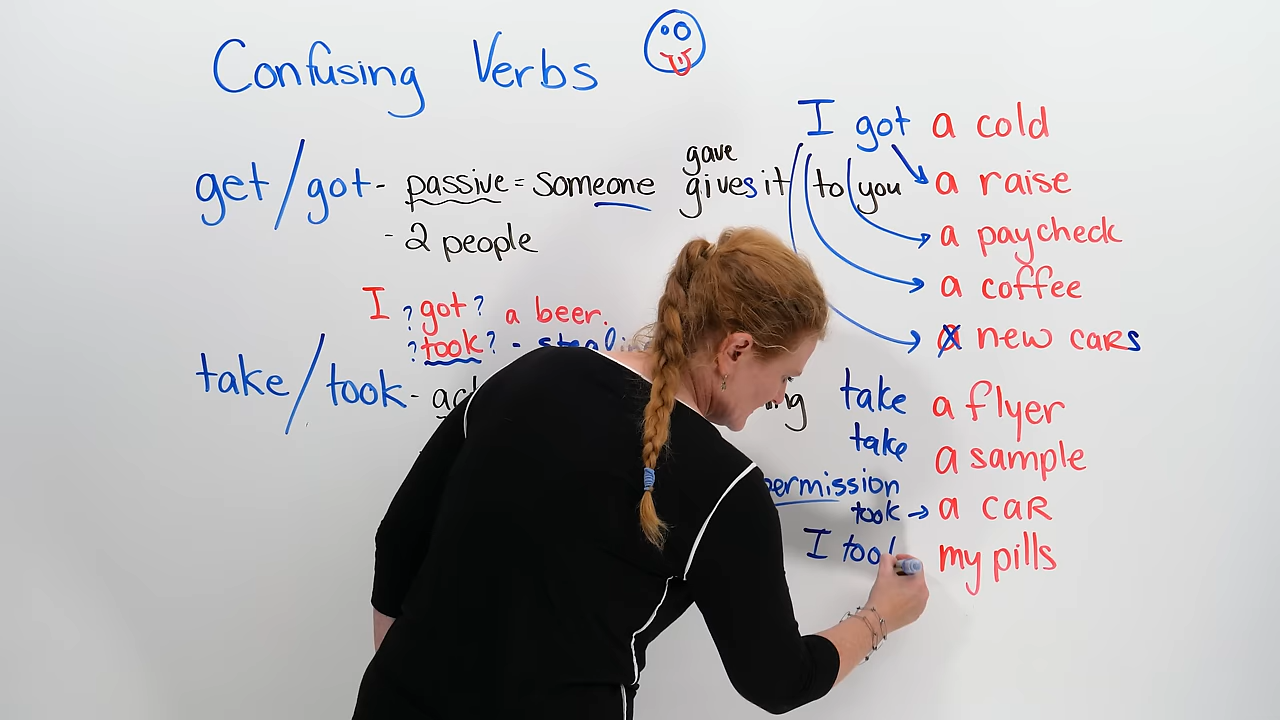 Confusing Verbs
I got a cold
a raise
a paycheck
a coffee
a new cars
get/got - passive = someone gives it to you
gave
- 2 people
I ?got? a beer.
?took? -
take/took -
take a flyer
take a sample
permission
took → a car
I took my pills